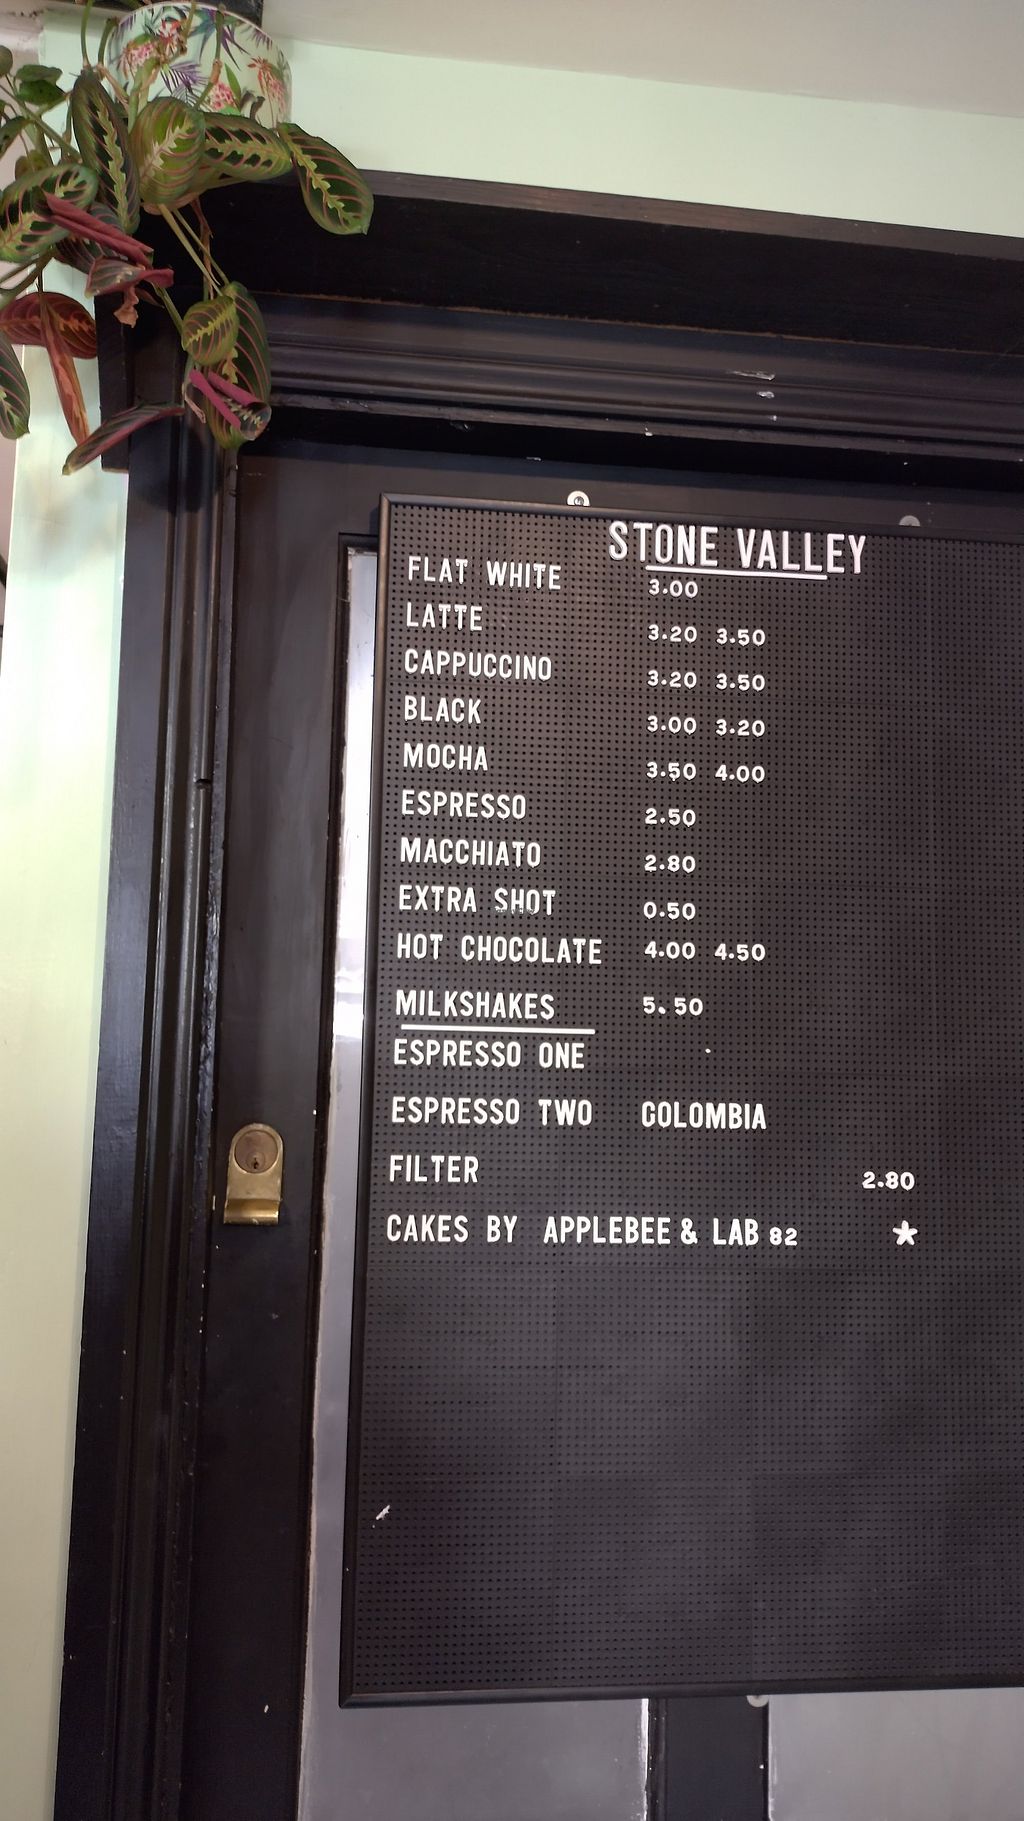 STONE VALLEY
FLAT WHITE 3.00
LATTE 3.20 3.50
CAPPUCCINO 3.20 3.50
BLACK 3.00 3.20
MOCHA 3.50 4.00
ESPRESSO 2.50
MACCHIATO 2.80
EXTRA SHOT 0.50
HOT CHOCOLATE 4.00 4.50
MILKSHAKES 5.50
ESPRESSO ONE
ESPRESSO TWO COLOMBIA
FILTER 2.80
CAKES BY APPLEBEE & LAB 82 ★